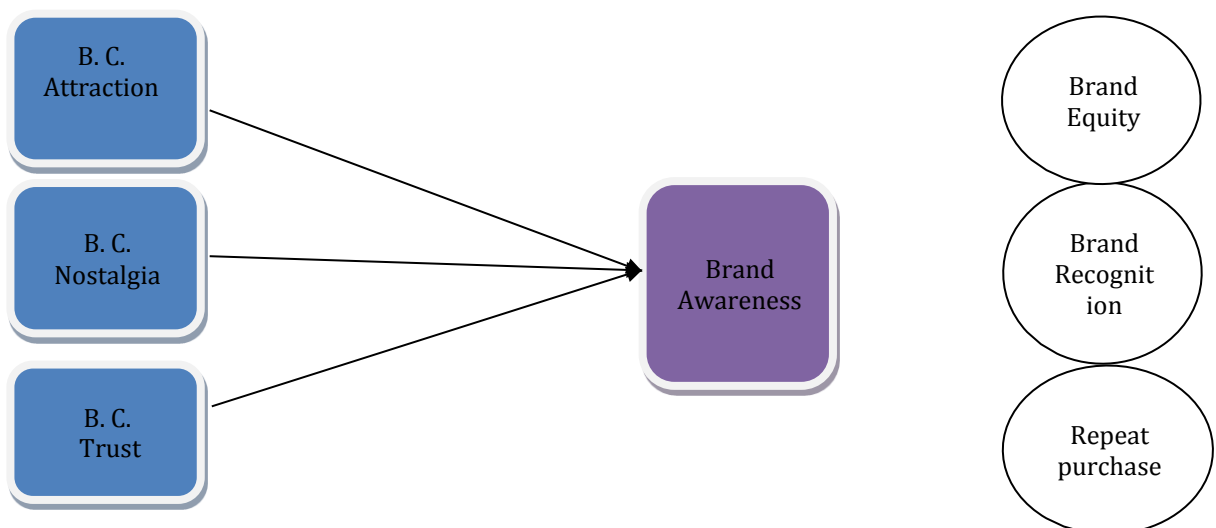 B. C.
Attraction
B. C.
Nostalgia
B. C.
Trust
Brand
Awareness
Brand
Equity
Brand
Recognit
ion
Repeat
purchase